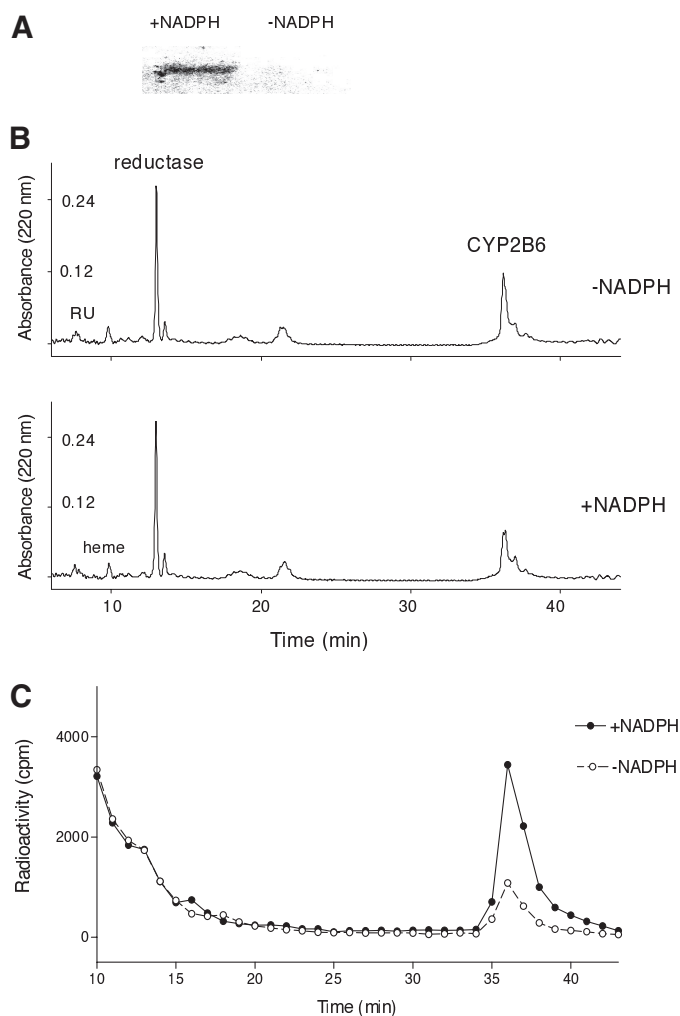 A
+NADPH -NADPH
B
reductase
Absorbance (220 nm)
0.24
CYP2B6
0.12
-NADPH
RU
Absorbance (220 nm)
0.24
0.12
+NADPH
heme
10 20 30 40
Time (min)
C
Radioactivity (cpm)
4000
+NADPH
-NADPH
2000
0
10 15 20 25 30 35 40
Time (min)